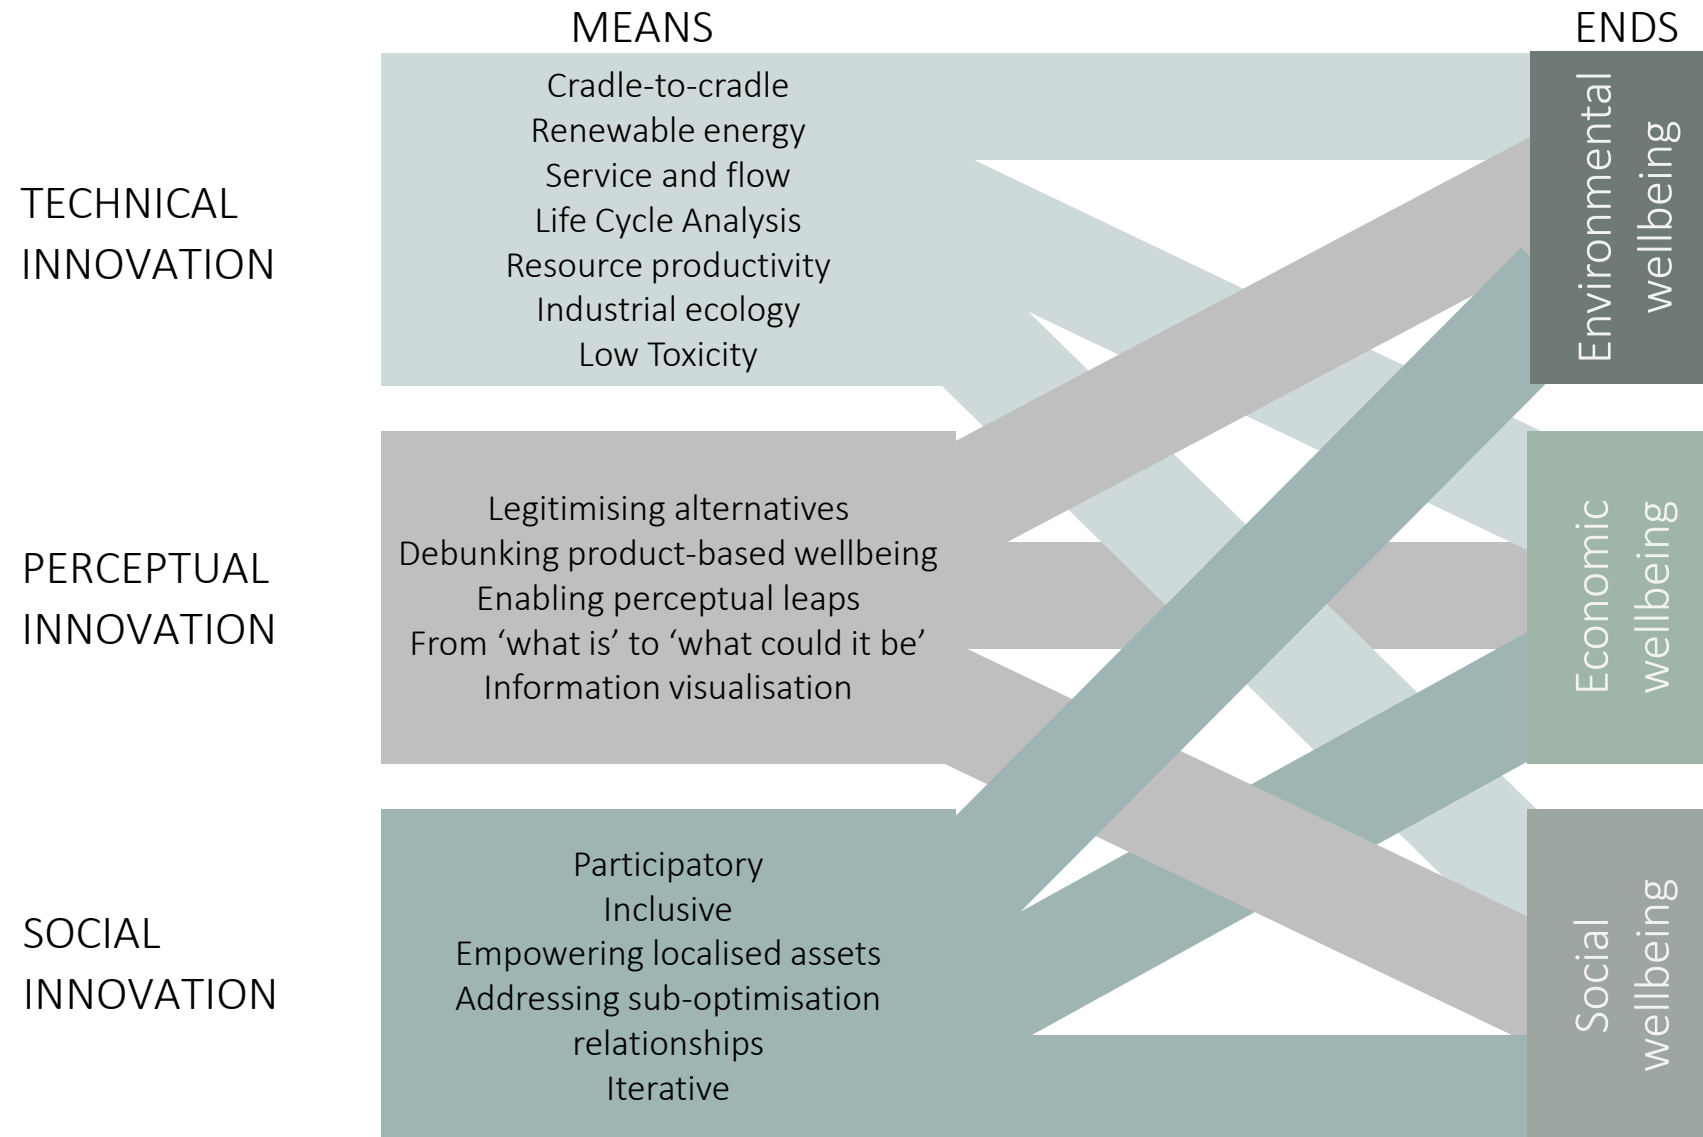 MEANS
ENDS
TECHNICAL
INNOVATION
Cradle-to-cradle
Renewable energy
Service and flow
Life Cycle Analysis
Resource productivity
Industrial ecology
Low Toxicity
Environmental
wellbeing
PERCEPTUAL
INNOVATION
Legitimising alternatives
Debunking product-based wellbeing
Enabling perceptual leaps
From ‘what is’ to ‘what could it be’
Information visualisation
Economic
wellbeing
SOCIAL
INNOVATION
Participatory
Inclusive
Empowering localised assets
Addressing sub-optimisation
relationships
Iterative
Social
wellbeing